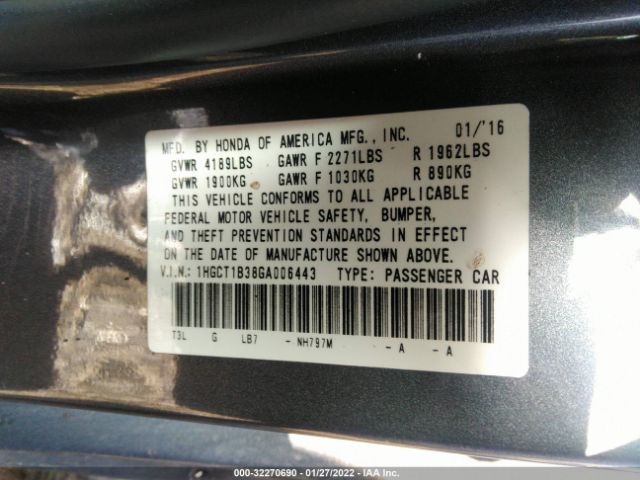 MFD. BY HONDA OF AMERICA MFG., INC. 01/'16
GVWR 4189LBS GAWR F 2271LBS R 1962LBS
GVWR 1900KG GAWR F 1030KG R 890KG
THIS VEHICLE CONFORMS TO ALL APPLICABLE
FEDERAL MOTOR VEHICLE SAFETY, BUMPER,
AND THEFT PREVENTION STANDARDS IN EFFECT
ON THE DATE OF MANUFACTURE SHOWN ABOVE.
V.I.N.: 1HGCT1B38GA006443 TYPE: PASSENGER CAR
T3L G LB7 - NH797M - A - A
000-32270690 - 01/27/2022 - IAA Inc.